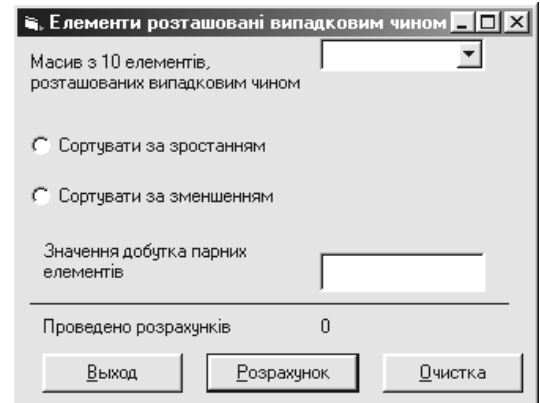 Елементи розташовані випадковим чином
Масив з 10 елементів,
розташованих випадковим чином
Сортувати за зростанням
Сортувати за зменшенням
Значення добутка парних
елементів
Проведено розрахунків 0
Выход Розрахунок Очистка